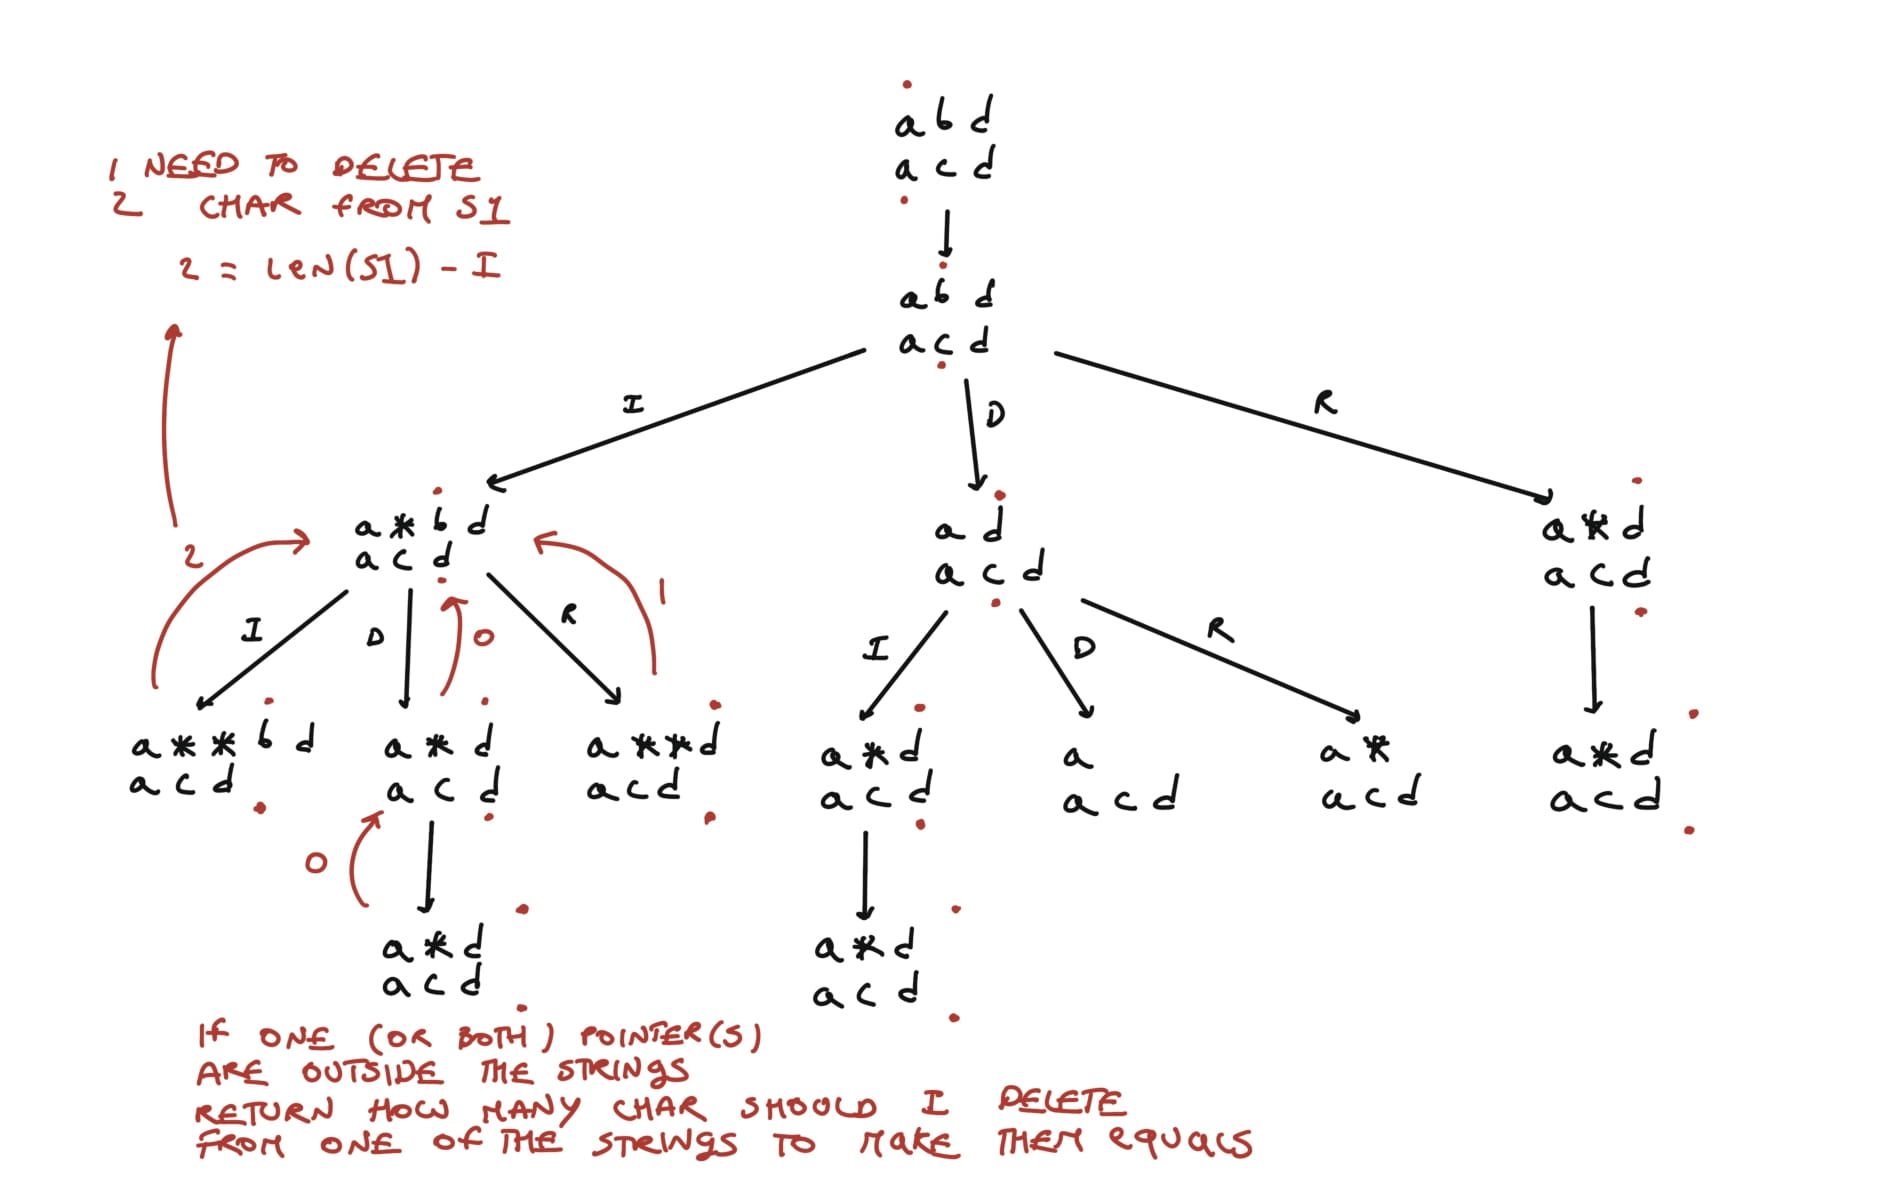 a b d
a c d
1 NEED TO DELETE
2 CHAR FROM S1
2 = LEN(S1) - I
a b d
a c d
I
D
R
a * b d
a c d
2
1
a d
a c d
a * d
a c d
I
D
0
R
I
D
R
a * * b d
a c d
a * d
a c d
a * * d
a c d
a * d
a c d
a
a c d
a *
a c d
a * d
a c d
0
a * d
a c d
a * d
a c d
IF ONE (OR BOTH) POINTER(S)
ARE OUTSIDE THE STRINGS
RETURN HOW MANY CHAR SHOULD I DELETE
FROM ONE OF THE STRINGS TO MAKE THEM EQUALS